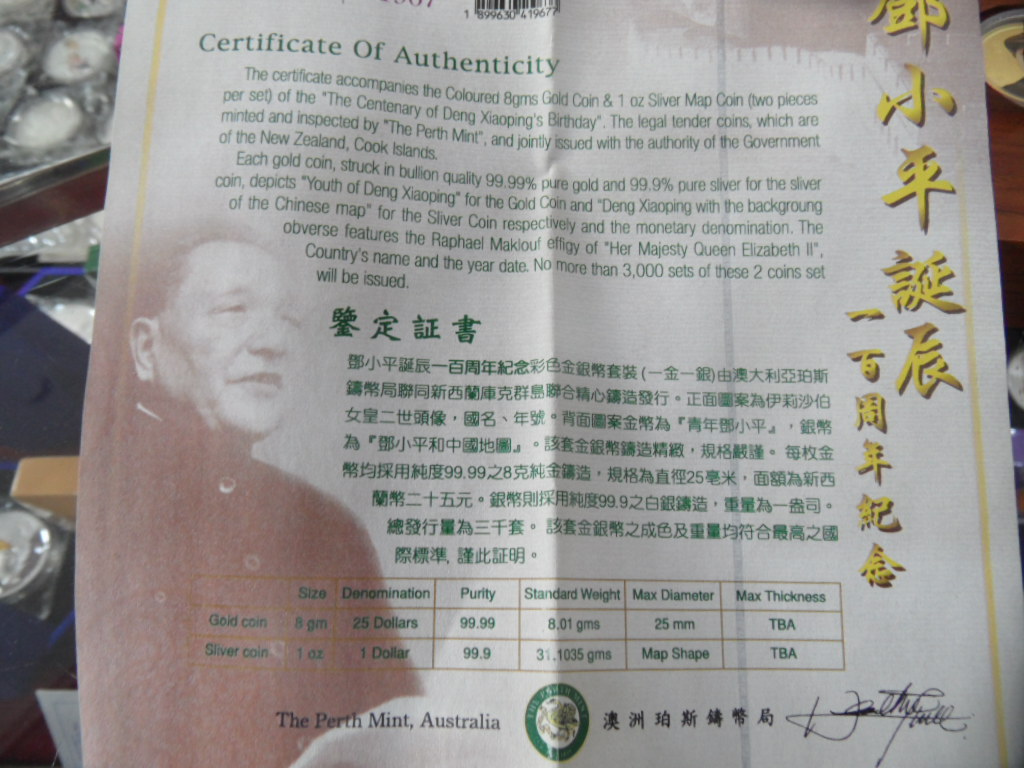 1 899630 419677
Certificate Of Authenticity
The certificate accompanies the Coloured 8gms Gold Coin & 1 oz Sliver Map Coin (two pieces
per set) of the "The Centenary of Deng Xiaoping's Birthday". The legal tender coins, which are
minted and inspected by "The Perth Mint", and jointly issued with the authority of the Government
of the New Zealand, Cook Islands.
Each gold coin, struck in bullion quality 99.99% pure gold and 99.9% pure sliver for the sliver
coin, depicts "Youth of Deng Xiaoping" for the Gold Coin and "Deng Xiaoping with the backgroung
of the Chinese map" for the Sliver Coin respectively and the monetary denomination. The
obverse features the Raphael Maklouf effigy of "Her Majesty Queen Elizabeth II",
Country's name and the year date. No more than 3,000 sets of these 2 coins set
will be issued.
鑒定証書
鄧小平誕辰一百周年紀念彩色金銀幣套裝(一金一銀)由澳大利亞珀斯
鑄幣局聯同新西蘭庫克群島聯合精心鑄造發行。正面圖案為伊莉沙伯
女皇二世頭像，國名、年號。背面圖案金幣為『青年鄧小平』，銀幣
為『鄧小平和中國地圖』。該套金銀幣鑄造精緻，規格嚴謹。每枚金
幣均採用純度99.99之8克純金鑄造，規格為直徑25毫米，面額為新西
蘭幣二十五元。銀幣則採用純度99.9之白銀鑄造，重量為一盎司。
總發行量為三千套。該套金銀幣之成色及重量均符合最高之國
際標準, 謹此証明。
Size Denomination Purity Standard Weight Max Diameter Max Thickness
Gold coin 8 gm 25 Dollars 99.99 8.01 gms 25 mm TBA
Sliver coin 1 oz 1 Dollar 99.9 31.1035 gms Map Shape TBA
The Perth Mint, Australia
THE PERTH MINT
澳洲珀斯鑄幣局
鄧小平誕辰
一百周年紀念